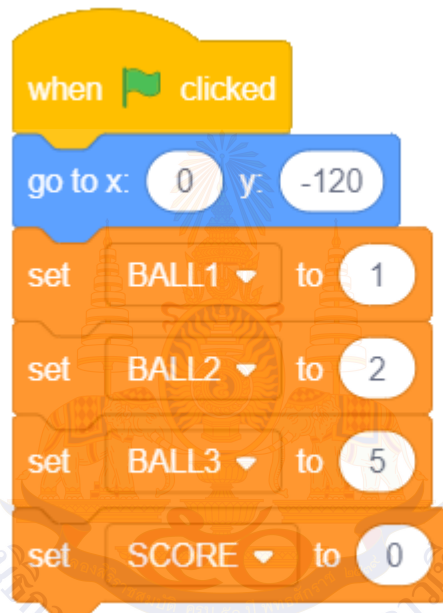 when clicked
go to x: 0 y: -120
set BALL1 to 1
set BALL2 to 2
set BALL3 to 5
set SCORE to 0